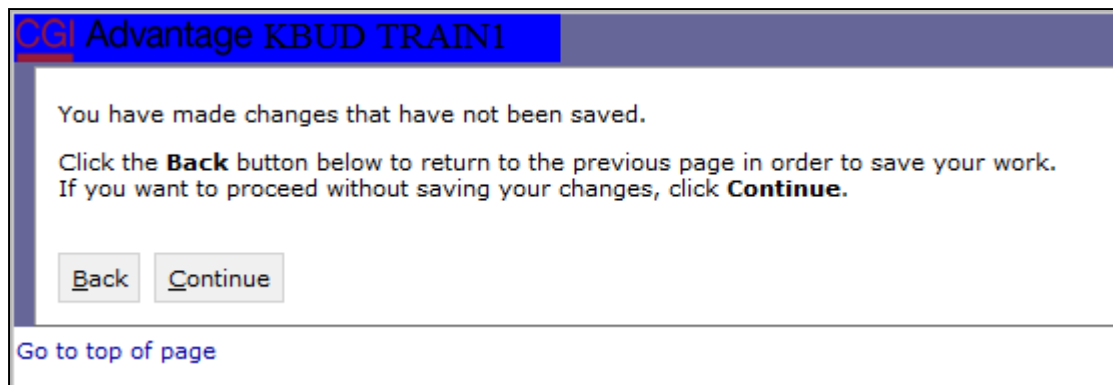 CGI Advantage KBUD TRAIN1
You have made changes that have not been saved.
Click the Back button below to return to the previous page in order to save your work.
If you want to proceed without saving your changes, click Continue.
Back Continue
Go to top of page